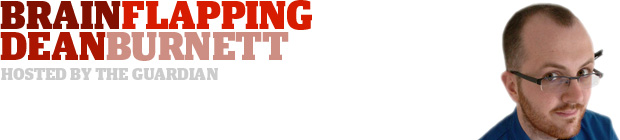 BRAINFLAPPING
DEANBURNETT
HOSTED BY THE GUARDIAN